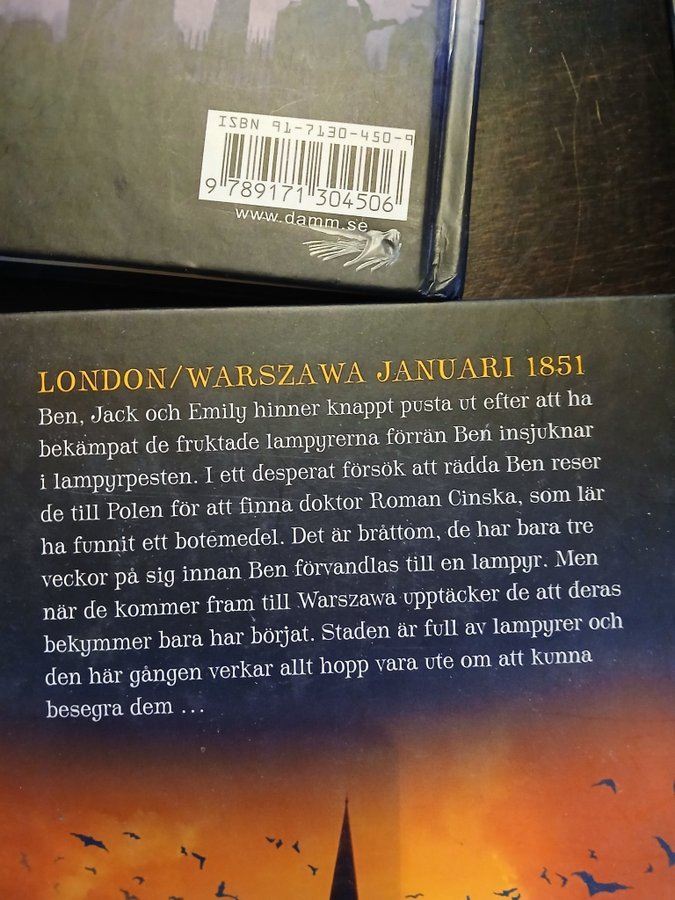 ISBN 91-7130-450-9
9 789171 304506
www.damm.se
LONDON/WARSZAWA JANUARI 1851
Ben, Jack och Emily hinner knappt pusta ut efter att ha
bekämpat de fruktade lampyrerna förrän Ben insjuknar
i lampyrpesten. I ett desperat försök att rädda Ben reser
de till Polen för att finna doktor Roman Cinska, som lär
ha funnit ett botemedel. Det är bråttom, de har bara tre
veckor på sig innan Ben förvandlas till en lampyr. Men
när de kommer fram till Warszawa upptäcker de att deras
bekymmer bara har börjat. Staden är full av lampyrer och
den här gången verkar allt hopp vara ute om att kunna
besegra dem ...